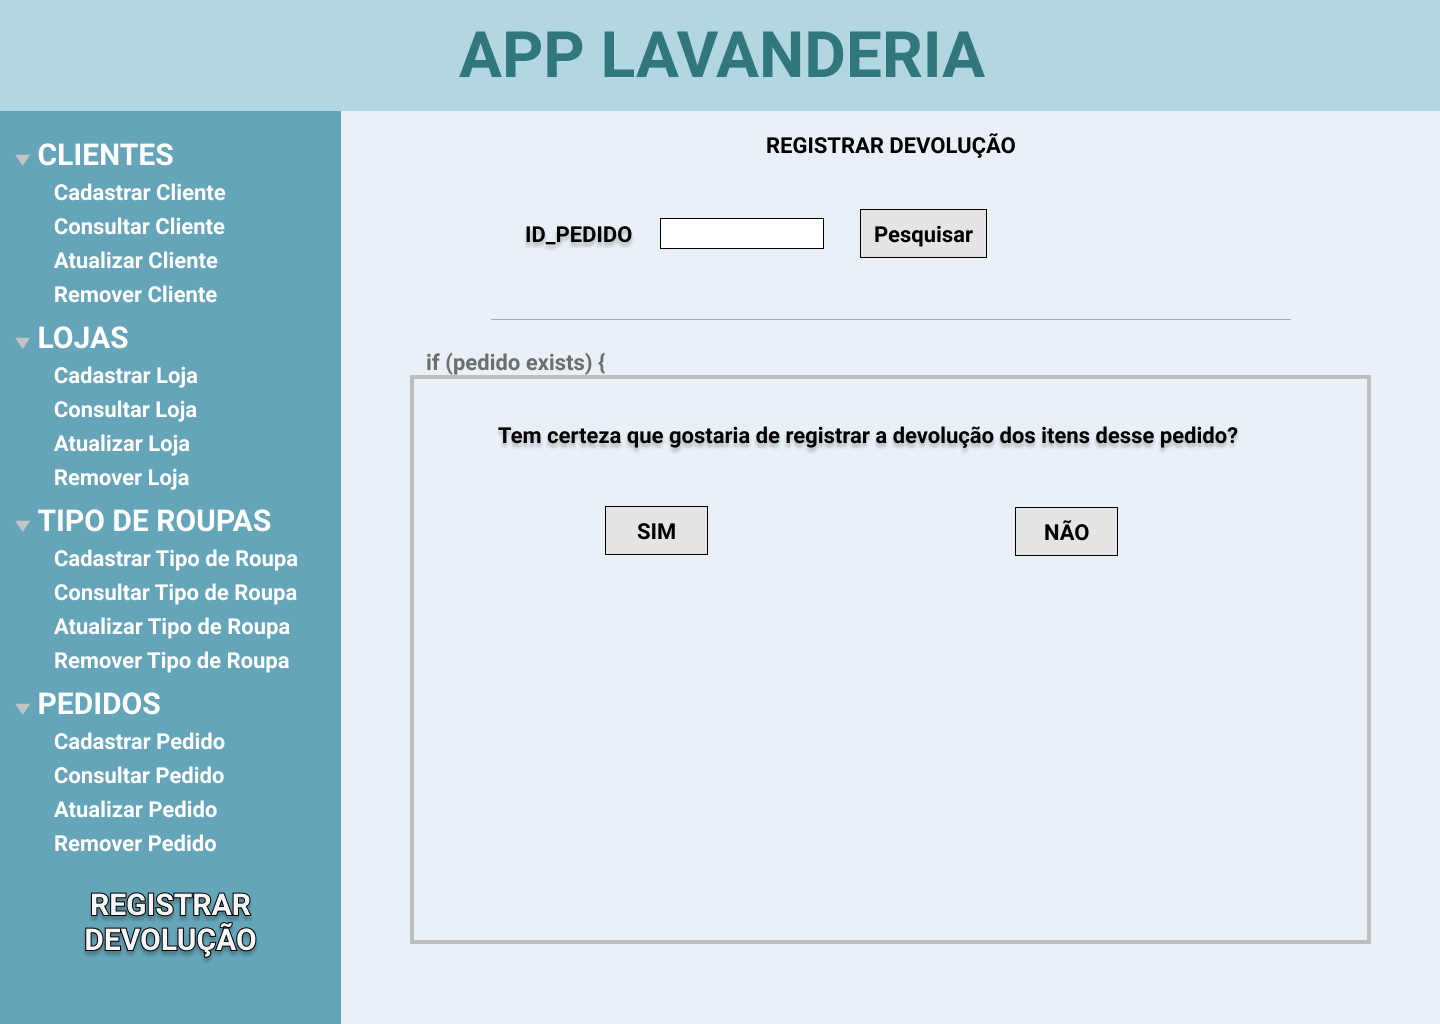 APP LAVANDERIA
CLIENTES
Cadastrar Cliente
Consultar Cliente
Atualizar Cliente
Remover Cliente
LOJAS
Cadastrar Loja
Consultar Loja
Atualizar Loja
Remover Loja
TIPO DE ROUPAS
Cadastrar Tipo de Roupa
Consultar Tipo de Roupa
Atualizar Tipo de Roupa
Remover Tipo de Roupa
PEDIDOS
Cadastrar Pedido
Consultar Pedido
Atualizar Pedido
Remover Pedido
REGISTRAR
DEVOLUÇÃO
REGISTRAR DEVOLUÇÃO
ID_PEDIDO
Pesquisar
if (pedido exists) {
Tem certeza que gostaria de registrar a devolução dos itens desse pedido?
SIM
NÃO